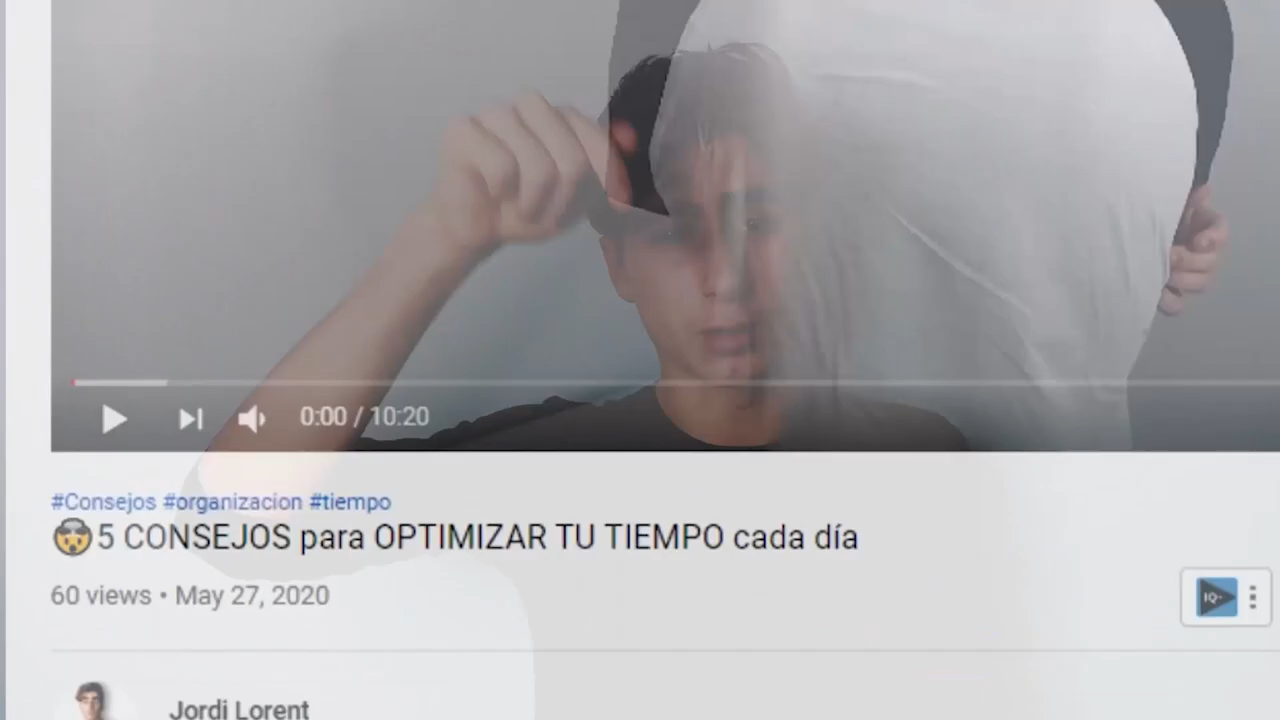 0:00 / 10:20
#Consejos #organizacion #tiempo
5 CONSEJOS para OPTIMIZAR TU TIEMPO cada día
60 views • May 27, 2020
IQ
Jordi Lorent